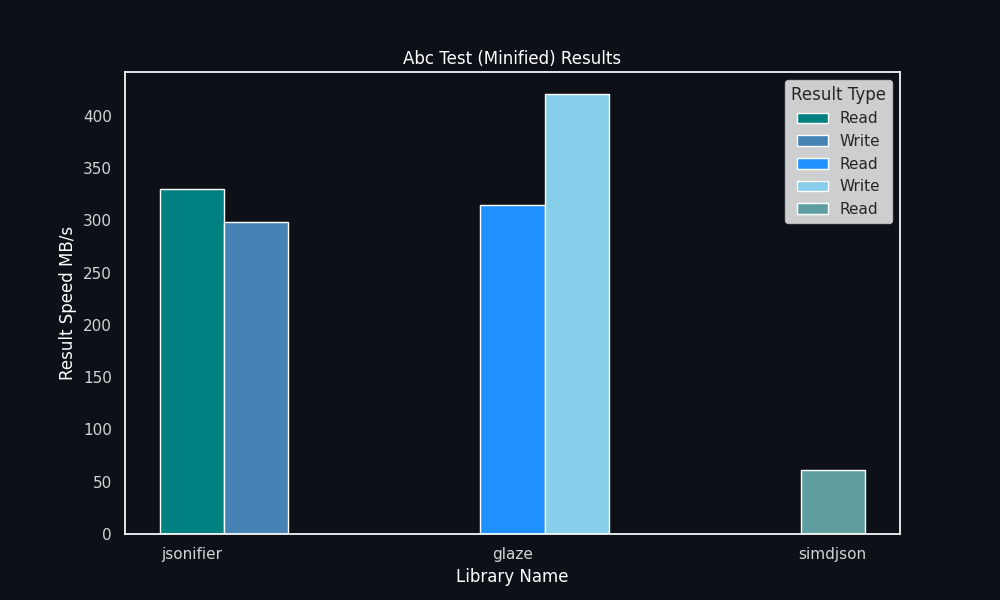 Abc Test (Minified) Results
Result Type
Read
Write
Read
Write
Read
Result Speed MB/s
400
350
300
250
200
150
100
50
0
jsonifier
glaze
simdjson
Library Name